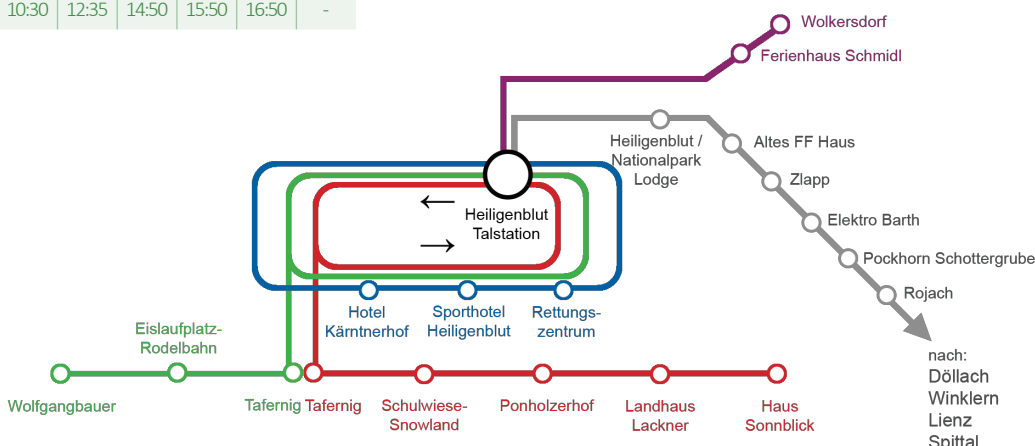 10:30 12:35 14:50 15:50 16:50 -
Wolkersdorf
Ferienhaus Schmidl
Heiligenblut /
Nationalpark
Lodge
Altes FF Haus
Zlapp
Elektro Barth
Pockhorn Schottergrube
Rojach
Heiligenblut
Talstation
Hotel
Kärntnerhof
Sporthotel
Heiligenblut
Rettungs-
zentrum
Eislaufplatz-
Rodelbahn
Wolfgangbauer
Tafernig
Tafernig
Schulwiese-
Snowland
Ponholzerhof
Landhaus
Lackner
Haus
Sonnblick
nach:
Döllach
Winklern
Lienz
Spittal